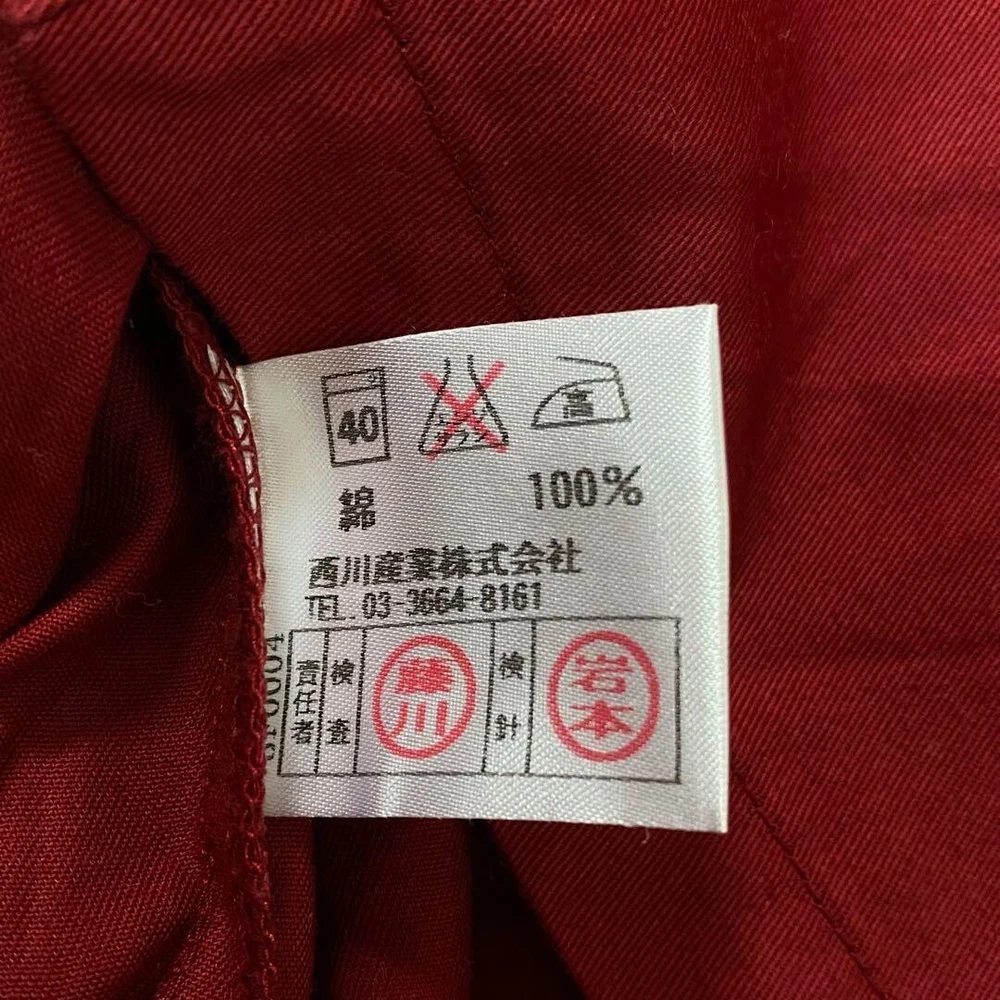 40 高
綿 100%
西川産業株式会社
TEL. 03-3664-8161
責任者 検査 藤川 検針 岩本